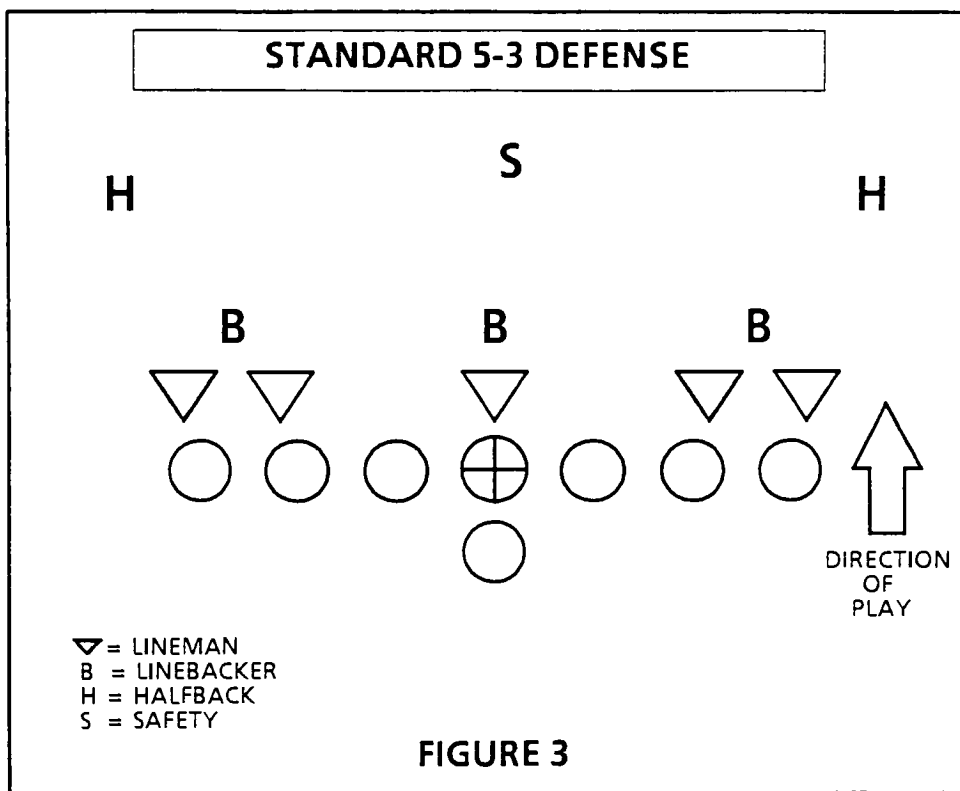 STANDARD 5-3 DEFENSE
S
H H
B B B
DIRECTION
OF
PLAY
▽ = LINEMAN
B = LINEBACKER
H = HALFBACK
S = SAFETY
FIGURE 3